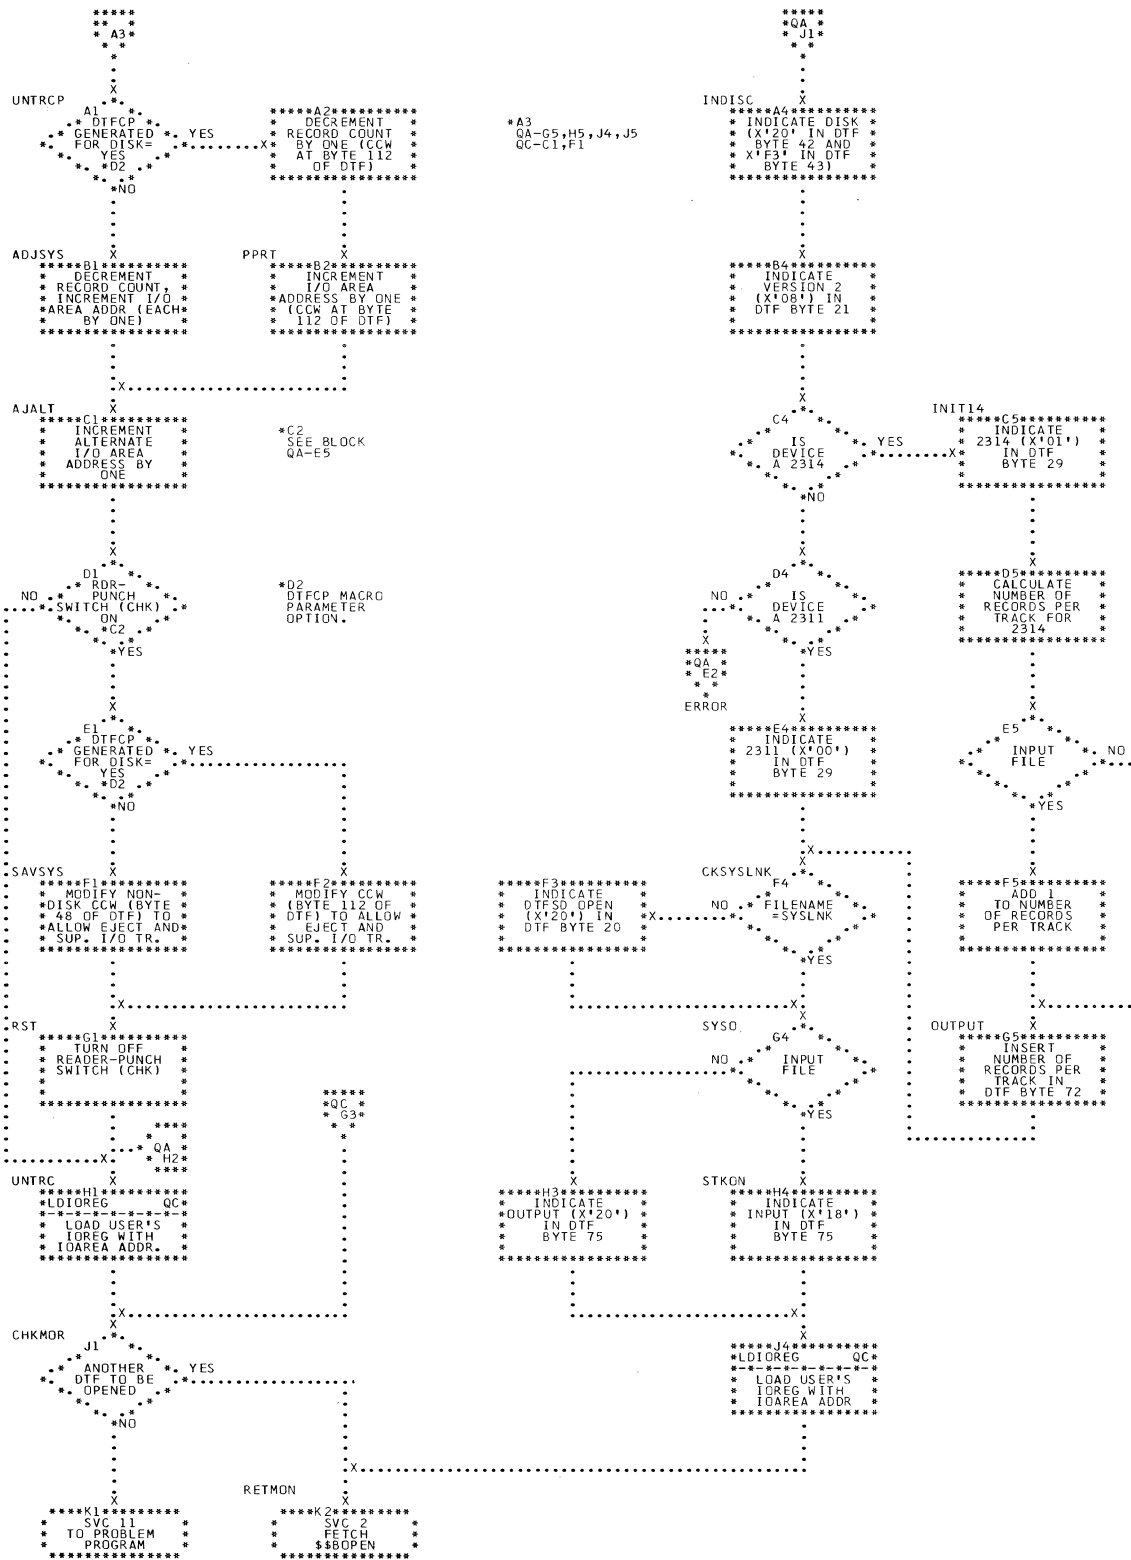 A3
QA
J1
UNTRCP
A1
DTFCP
GENERATED
FOR DISK=
YES
*D2
YES
*NO
A2
DECREMENT
RECORD COUNT
BY ONE (CCW
AT BYTE 112
OF DTF)
*A3
QA-G5,H5,J4,J5
QC-C1,F1
INDISC
A4
INDICATE DISK
(X'20' IN DTF
BYTE 42 AND
X'F3' IN DTF
BYTE 43)
ADJSYS
B1
DECREMENT
RECORD COUNT,
INCREMENT I/O
AREA ADDR (EACH
BY ONE)
PPRT
B2
INCREMENT
I/O AREA
ADDRESS BY ONE
(CCW AT BYTE
112 OF DTF)
B4
INDICATE
VERSION 2
(X'08') IN
DTF BYTE 21
AJALT
C1
INCREMENT
ALTERNATE
I/O AREA
ADDRESS BY
ONE
*C2
SEE BLOCK
QA-E5
C4
IS
DEVICE
A 2314
YES
*NO
INIT14
C5
INDICATE
2314 (X'01')
IN DTF
BYTE 29
D1
RDR-
PUNCH
SWITCH (CHK)
ON
*C2
NO
*YES
*D2
DTFCP MACRO
PARAMETER
OPTION.
D4
IS
DEVICE
A 2311
NO
*YES
QA
E2
ERROR
D5
CALCULATE
NUMBER OF
RECORDS PER
TRACK FOR
2314
E1
DTFCP
GENERATED
FOR DISK=
YES
*D2
YES
*NO
E4
INDICATE
2311 (X'00')
IN DTF
BYTE 29
E5
INPUT
FILE
NO
*YES
SAVSYS
F1
MODIFY NON-
DISK CCW (BYTE
48 OF DTF) TO
ALLOW EJECT AND
SUP. I/O TR.
F2
MODIFY CCW
(BYTE 112 OF
DTF) TO ALLOW
EJECT AND
SUP. I/O TR.
F3
INDICATE
DTFSD OPEN
(X'20') IN
DTF BYTE 20
CKSYSLNK
F4
FILENAME
=SYSLNK
NO
*YES
F5
ADD 1
TO NUMBER
OF RECORDS
PER TRACK
RST
G1
TURN OFF
READER-PUNCH
SWITCH (CHK)
QC
G3
SYSO
G4
INPUT
FILE
NO
*YES
OUTPUT
G5
INSERT
NUMBER OF
RECORDS PER
TRACK IN
DTF BYTE 72
QA
H2
UNTRC
H1
LDIOREG QC
LOAD USER'S
IOREG WITH
IOAREA ADDR.
H3
INDICATE
OUTPUT (X'20')
IN DTF
BYTE 75
STKON
H4
INDICATE
INPUT (X'18')
IN DTF
BYTE 75
CHKMOR
J1
ANOTHER
DTF TO BE
OPENED
YES
*NO
J4
LDIOREG QC
LOAD USER'S
IOREG WITH
IOAREA ADDR
K1
SVC 11
TO PROBLEM
PROGRAM
RETMON
K2
SVC 2
FETCH
$$BOPEN